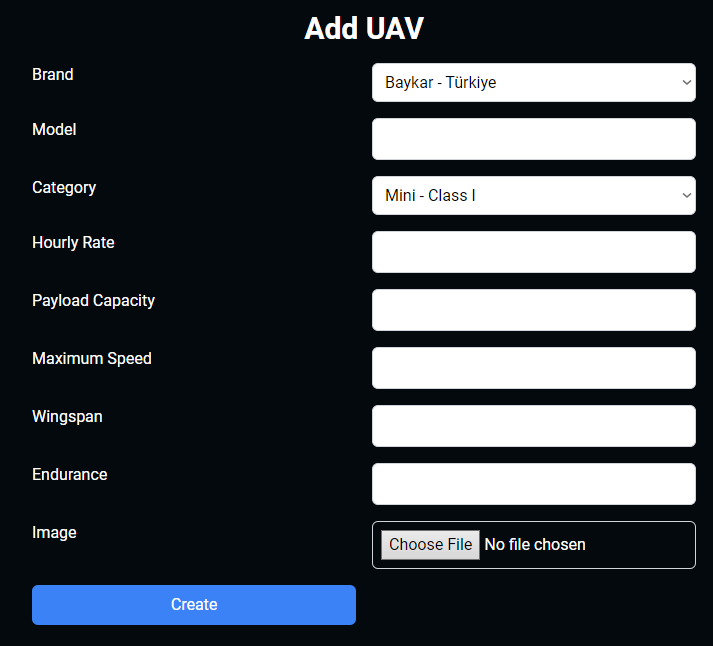 Add UAV
Brand
Baykar - Türkiye
Model
Category
Mini - Class I
Hourly Rate
Payload Capacity
Maximum Speed
Wingspan
Endurance
Image
Choose File No file chosen
Create